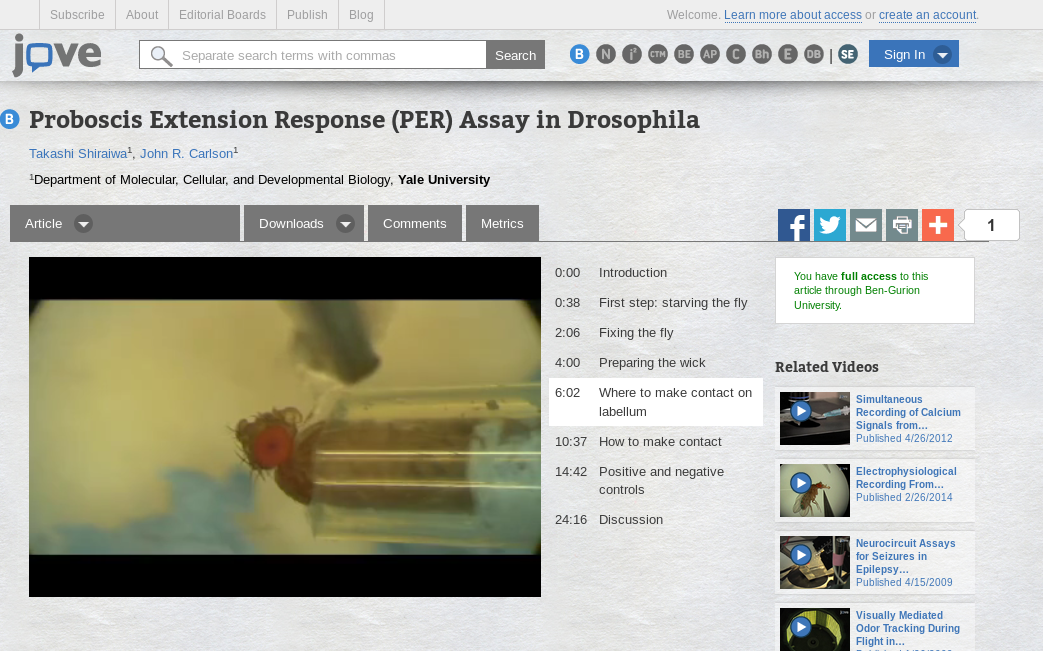 Subscribe About Editorial Boards Publish Blog Welcome. Learn more about access or create an account.
jove Separate search terms with commas Search B N i² CTM BE AP C Bh E DB | SE Sign In
B Proboscis Extension Response (PER) Assay in Drosophila
Takashi Shiraiwa¹, John R. Carlson¹
¹Department of Molecular, Cellular, and Developmental Biology, Yale University
Article Downloads Comments Metrics f 1
0:00 Introduction
0:38 First step: starving the fly
2:06 Fixing the fly
4:00 Preparing the wick
6:02 Where to make contact on
labellum
10:37 How to make contact
14:42 Positive and negative
controls
24:16 Discussion
You have full access to this
article through Ben-Gurion
University.
Related Videos
Simultaneous
Recording of Calcium
Signals from...
Published 4/26/2012
Electrophysiological
Recording From...
Published 2/26/2014
Neurocircuit Assays
for Seizures in
Epilepsy...
Published 4/15/2009
Visually Mediated
Odor Tracking During
Flight in...